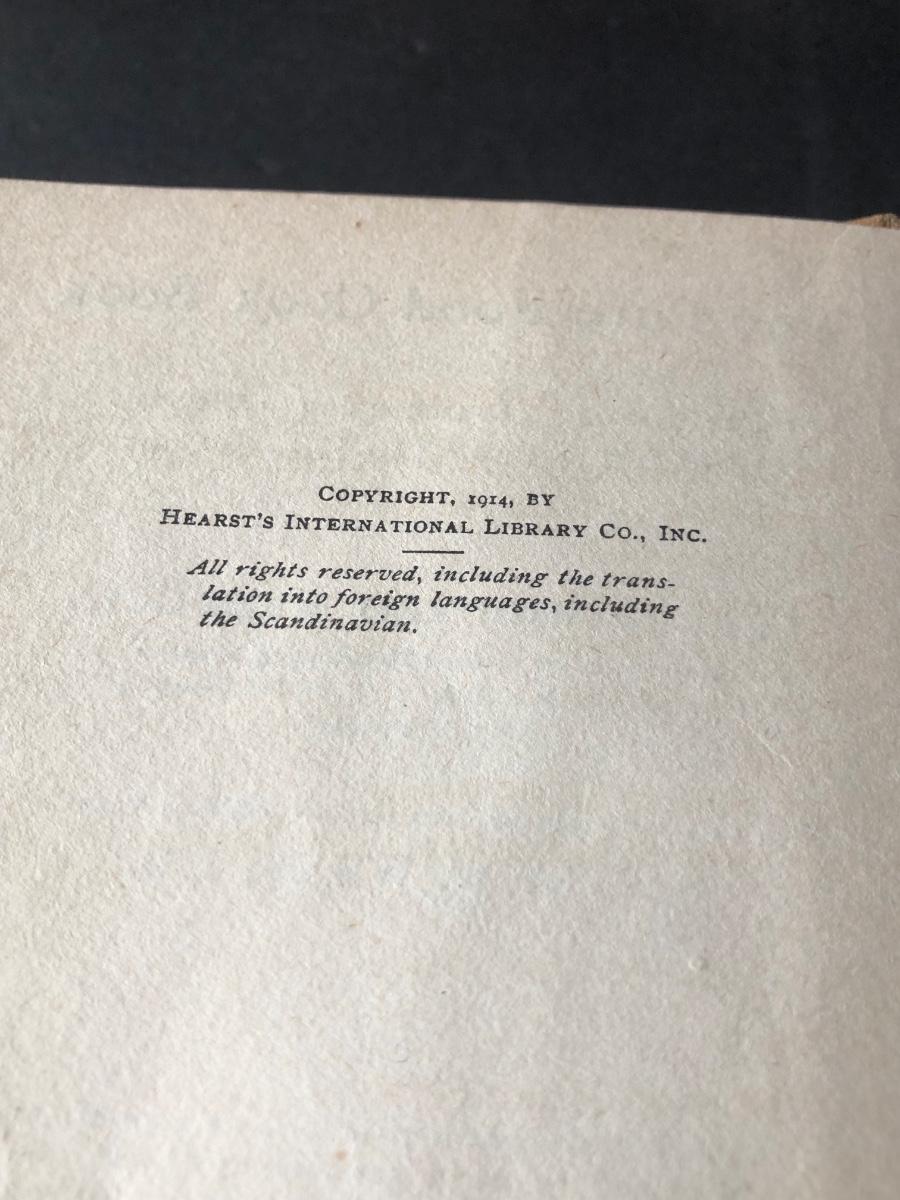 COPYRIGHT, 1914, BY
HEARST'S INTERNATIONAL LIBRARY CO., INC.
All rights reserved, including the trans-
lation into foreign languages, including
the Scandinavian.